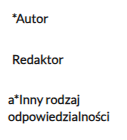 *Autor
Redaktor
a*Inny rodzaj
odpowiedzialności